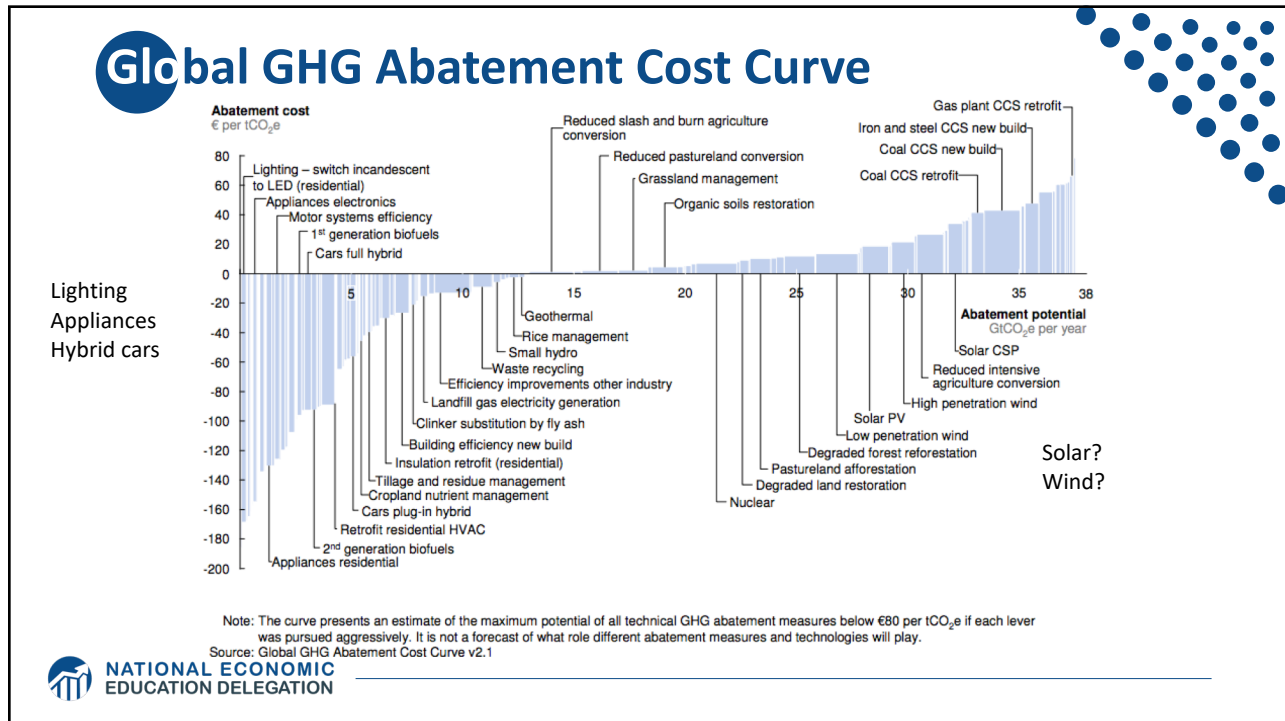 Global GHG Abatement Cost Curve
Abatement cost
€ per tCO2e
80
60
40
20
0
-20
-40
-60
-80
-100
-120
-140
-160
-180
-200
Lighting – switch incandescent
to LED (residential)
Appliances electronics
Motor systems efficiency
1st generation biofuels
Cars full hybrid
Reduced slash and burn agriculture
conversion
Reduced pastureland conversion
Grassland management
Organic soils restoration
Gas plant CCS retrofit
Iron and steel CCS new build
Coal CCS new build
Coal CCS retrofit
5
10
15
20
25
30
35
38
Abatement potential
GtCO2e per year
Lighting
Appliances
Hybrid cars
Geothermal
Rice management
Small hydro
Waste recycling
Efficiency improvements other industry
Landfill gas electricity generation
Clinker substitution by fly ash
Building efficiency new build
Insulation retrofit (residential)
Tillage and residue management
Cropland nutrient management
Cars plug-in hybrid
Retrofit residential HVAC
2nd generation biofuels
Appliances residential
Solar CSP
Reduced intensive
agriculture conversion
High penetration wind
Solar PV
Low penetration wind
Degraded forest reforestation
Pastureland afforestation
Degraded land restoration
Nuclear
Solar?
Wind?
Note: The curve presents an estimate of the maximum potential of all technical GHG abatement measures below €80 per tCO2e if each lever
was pursued aggressively. It is not a forecast of what role different abatement measures and technologies will play.
Source: Global GHG Abatement Cost Curve v2.1
NATIONAL ECONOMIC
EDUCATION DELEGATION